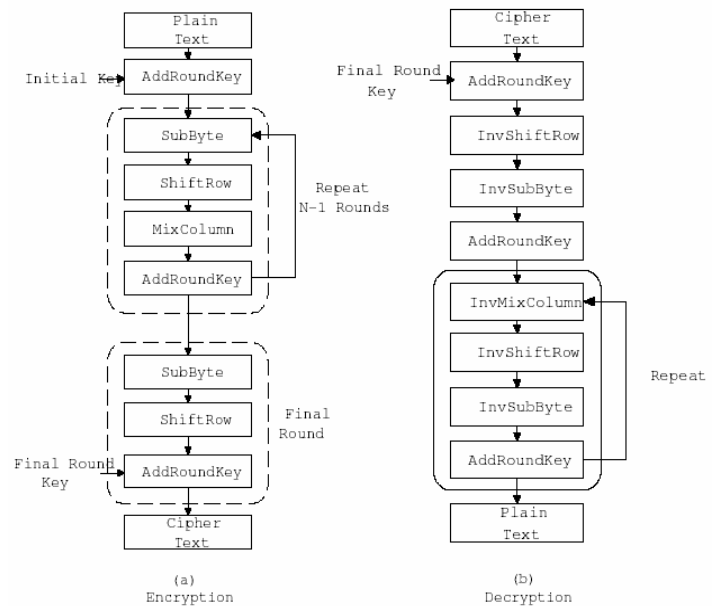 Plain
Text
Initial Key
AddRoundKey
SubByte
ShiftRow
MixColumn
AddRoundKey
Repeat
N-1 Rounds
SubByte
ShiftRow
AddRoundKey
Final
Round
Final Round
Key
Cipher
Text
(a)
Encryption
Cipher
Text
Final Round
Key
AddRoundKey
InvShiftRow
InvSubByte
AddRoundKey
InvMixColumn
InvShiftRow
InvSubByte
AddRoundKey
Repeat
Plain
Text
(b)
Decryption